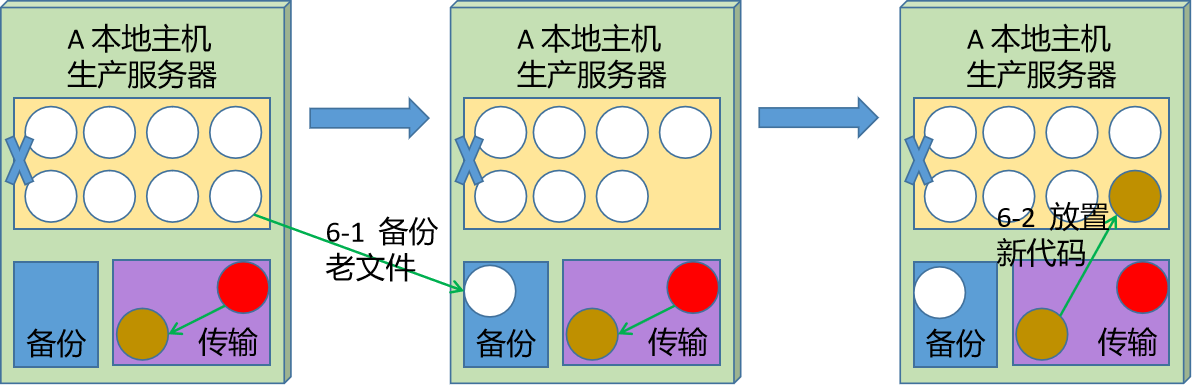 A 本地主机
生产服务器
备份
传输
6-1 备份
老文件
A 本地主机
生产服务器
备份
传输
6-2 放置
新代码
A 本地主机
生产服务器
备份
传输